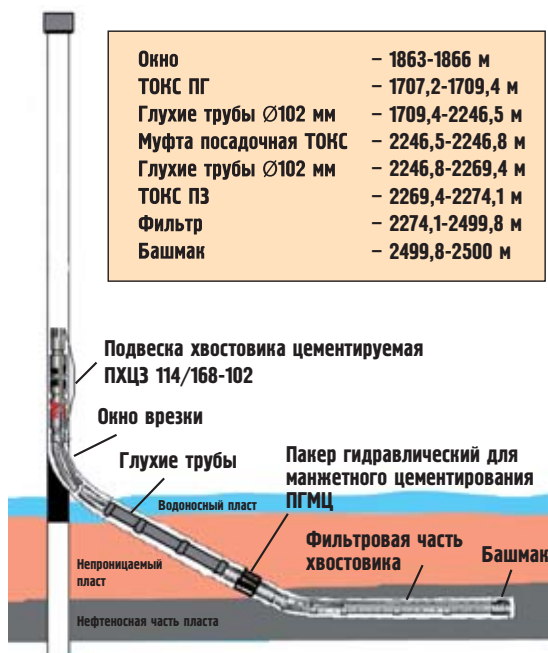 Окно – 1863-1866 м
ТОКС ПГ – 1707,2-1709,4 м
Глухие трубы ∅102 мм – 1709,4-2246,5 м
Муфта посадочная ТОКС – 2246,5-2246,8 м
Глухие трубы ∅102 мм – 2246,8-2269,4 м
ТОКС ПЗ – 2269,4-2274,1 м
Фильтр – 2274,1-2499,8 м
Башмак – 2499,8-2500 м
Подвеска хвостовика цементируемая
ПХЦЗ 114/168-102
Окно врезки
Глухие трубы
Пакер гидравлический для
манжетного цементирования
ПГМЦ
Водоносный пласт
Фильтровая часть
хвостовика
Башмак
Непроницаемый
пласт
Нефтеносная часть пласта